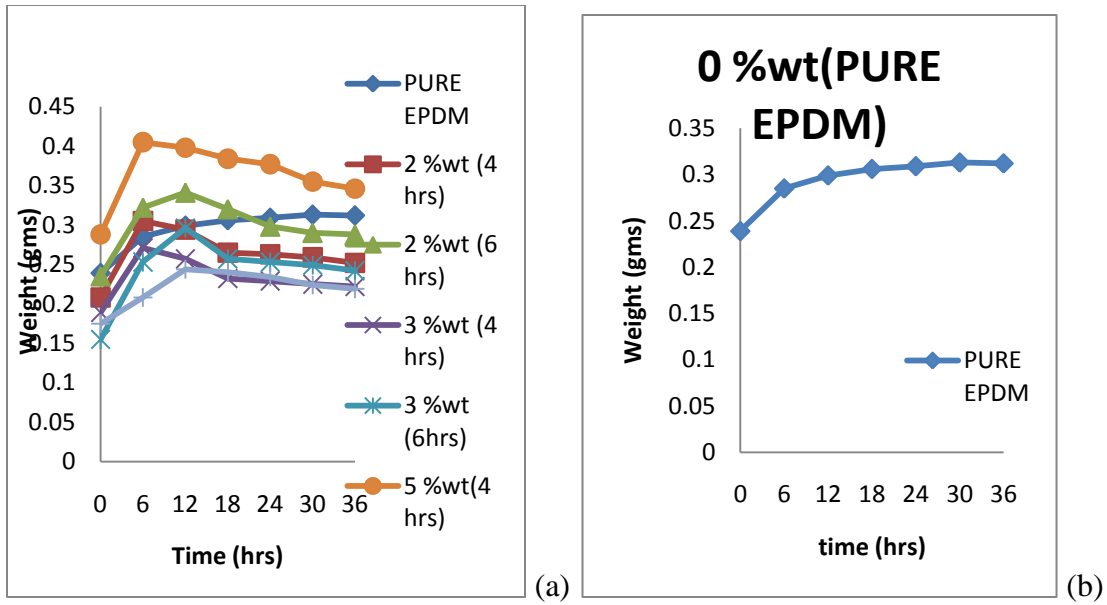 0.45
0.4
0.35
0.3
0.25
0.2
0.15
0.1
0.05
0
0 6 12 18 24 30 36
Weight (gms)
Time (hrs)
PURE
EPDM
2 %wt (4
hrs)
2 %wt (6
hrs)
3 %wt (4
hrs)
3 %wt
(6hrs)
5 %wt(4
hrs)
(a)
0 %wt(PURE
EPDM)
0.35
0.3
0.25
0.2
0.15
0.1
0.05
0
0 6 12 18 24 30 36
Weight (gms)
time (hrs)
PURE
EPDM
(b)